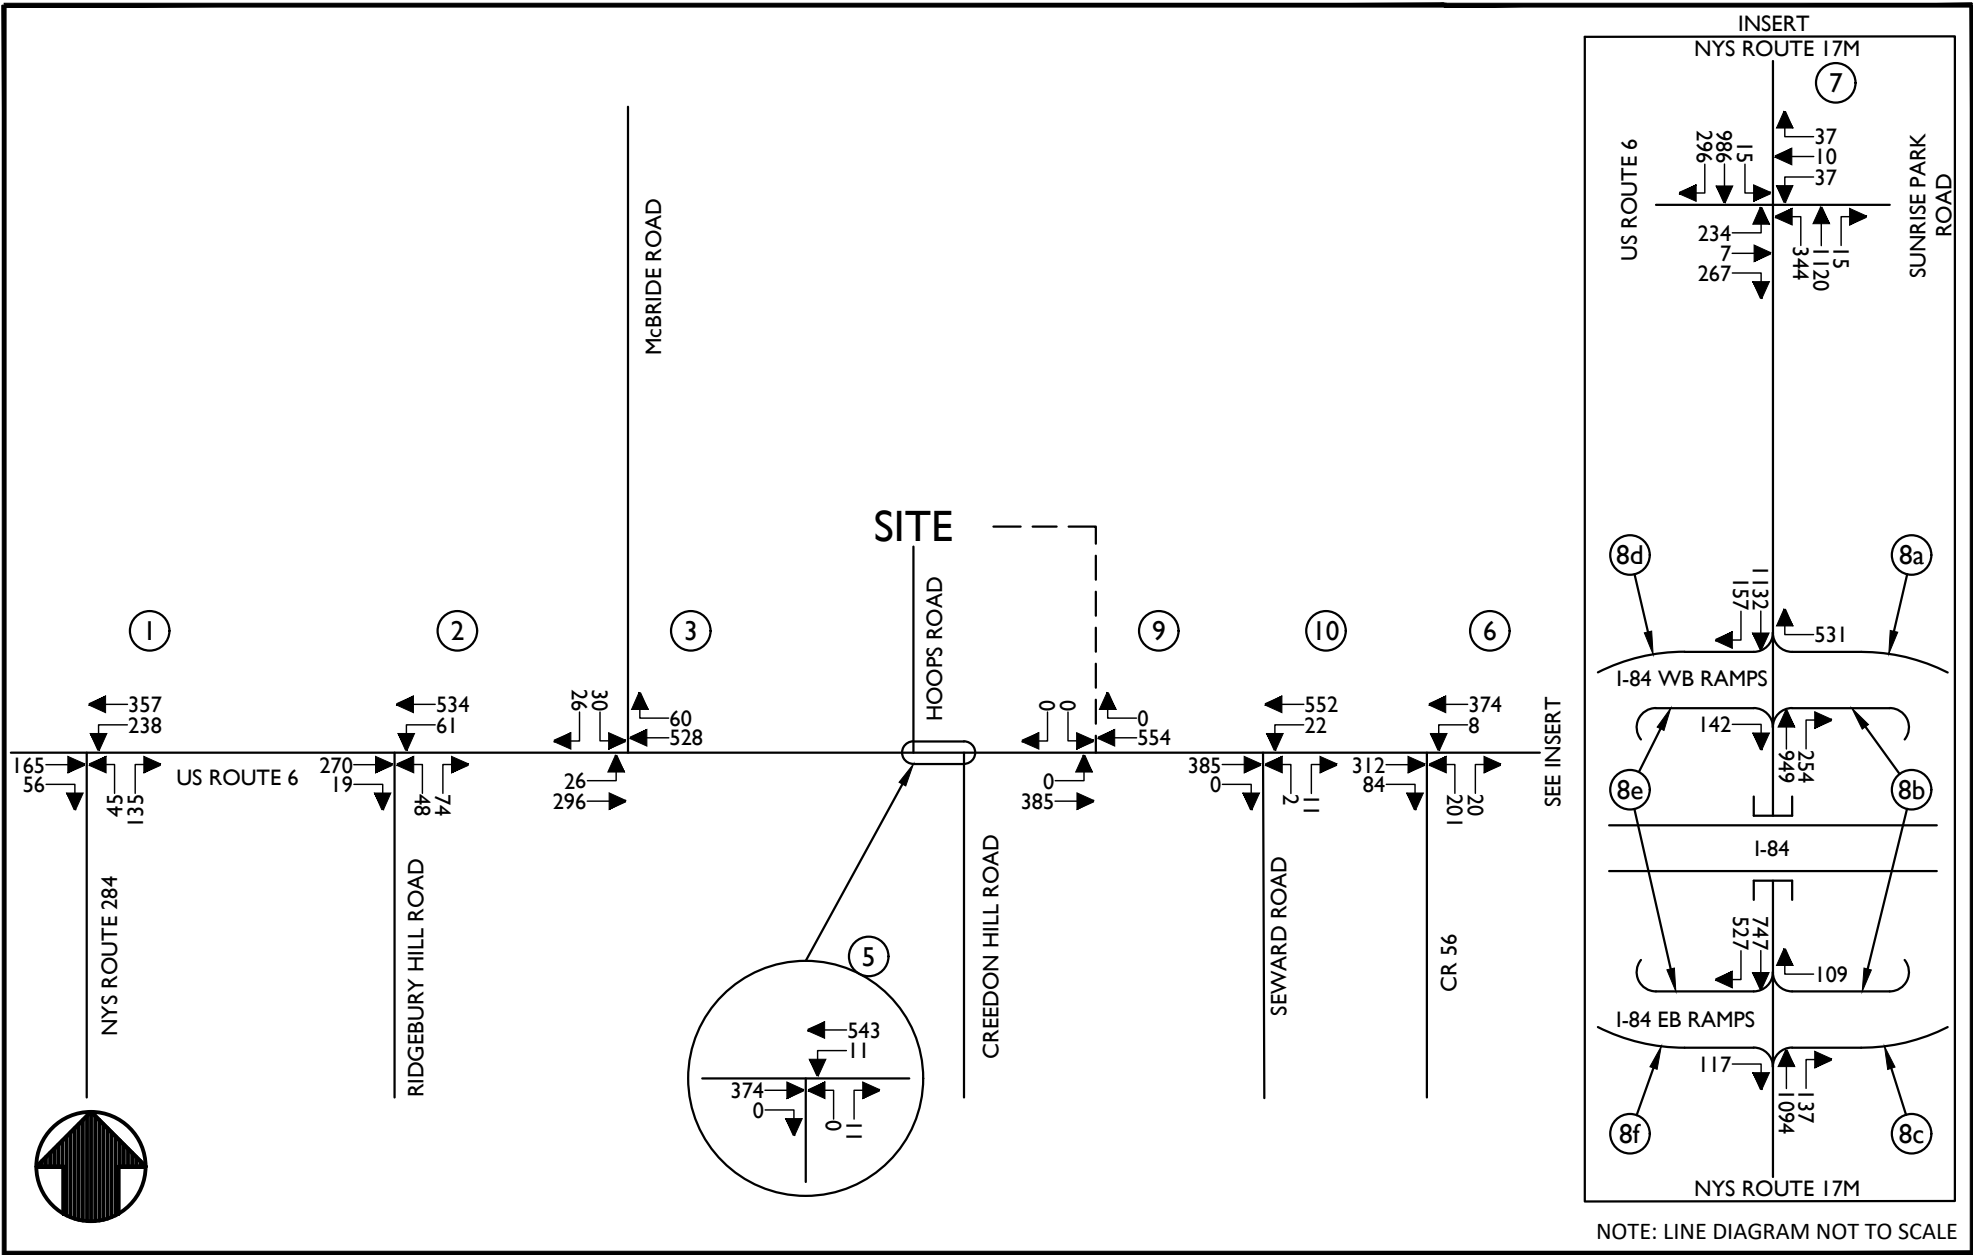 INSERT
NYS ROUTE 17M
7
37
10
37
296
986
15
US ROUTE 6
SUNRISE PARK
ROAD
234
7
267
344
1120
15
McBRIDE ROAD
SITE
HOOPS ROAD
8d
8a
1132
157
531
I-84 WB RAMPS
142
949
254
8e
8b
I-84
747
527
109
I-84 EB RAMPS
117
1094
137
8f
8c
NYS ROUTE 17M
1
2
3
9
10
6
357
238
165
56
45
135
US ROUTE 6
534
61
270
19
48
74
26
30
60
528
26
296
0
0
0
554
0
385
552
22
385
0
2
11
374
8
312
84
201
20
SEE INSERT
NYS ROUTE 284
RIDGEBURY HILL ROAD
CREEDON HILL ROAD
SEWARD ROAD
CR 56
5
543
11
374
0
0
11
NOTE: LINE DIAGRAM NOT TO SCALE